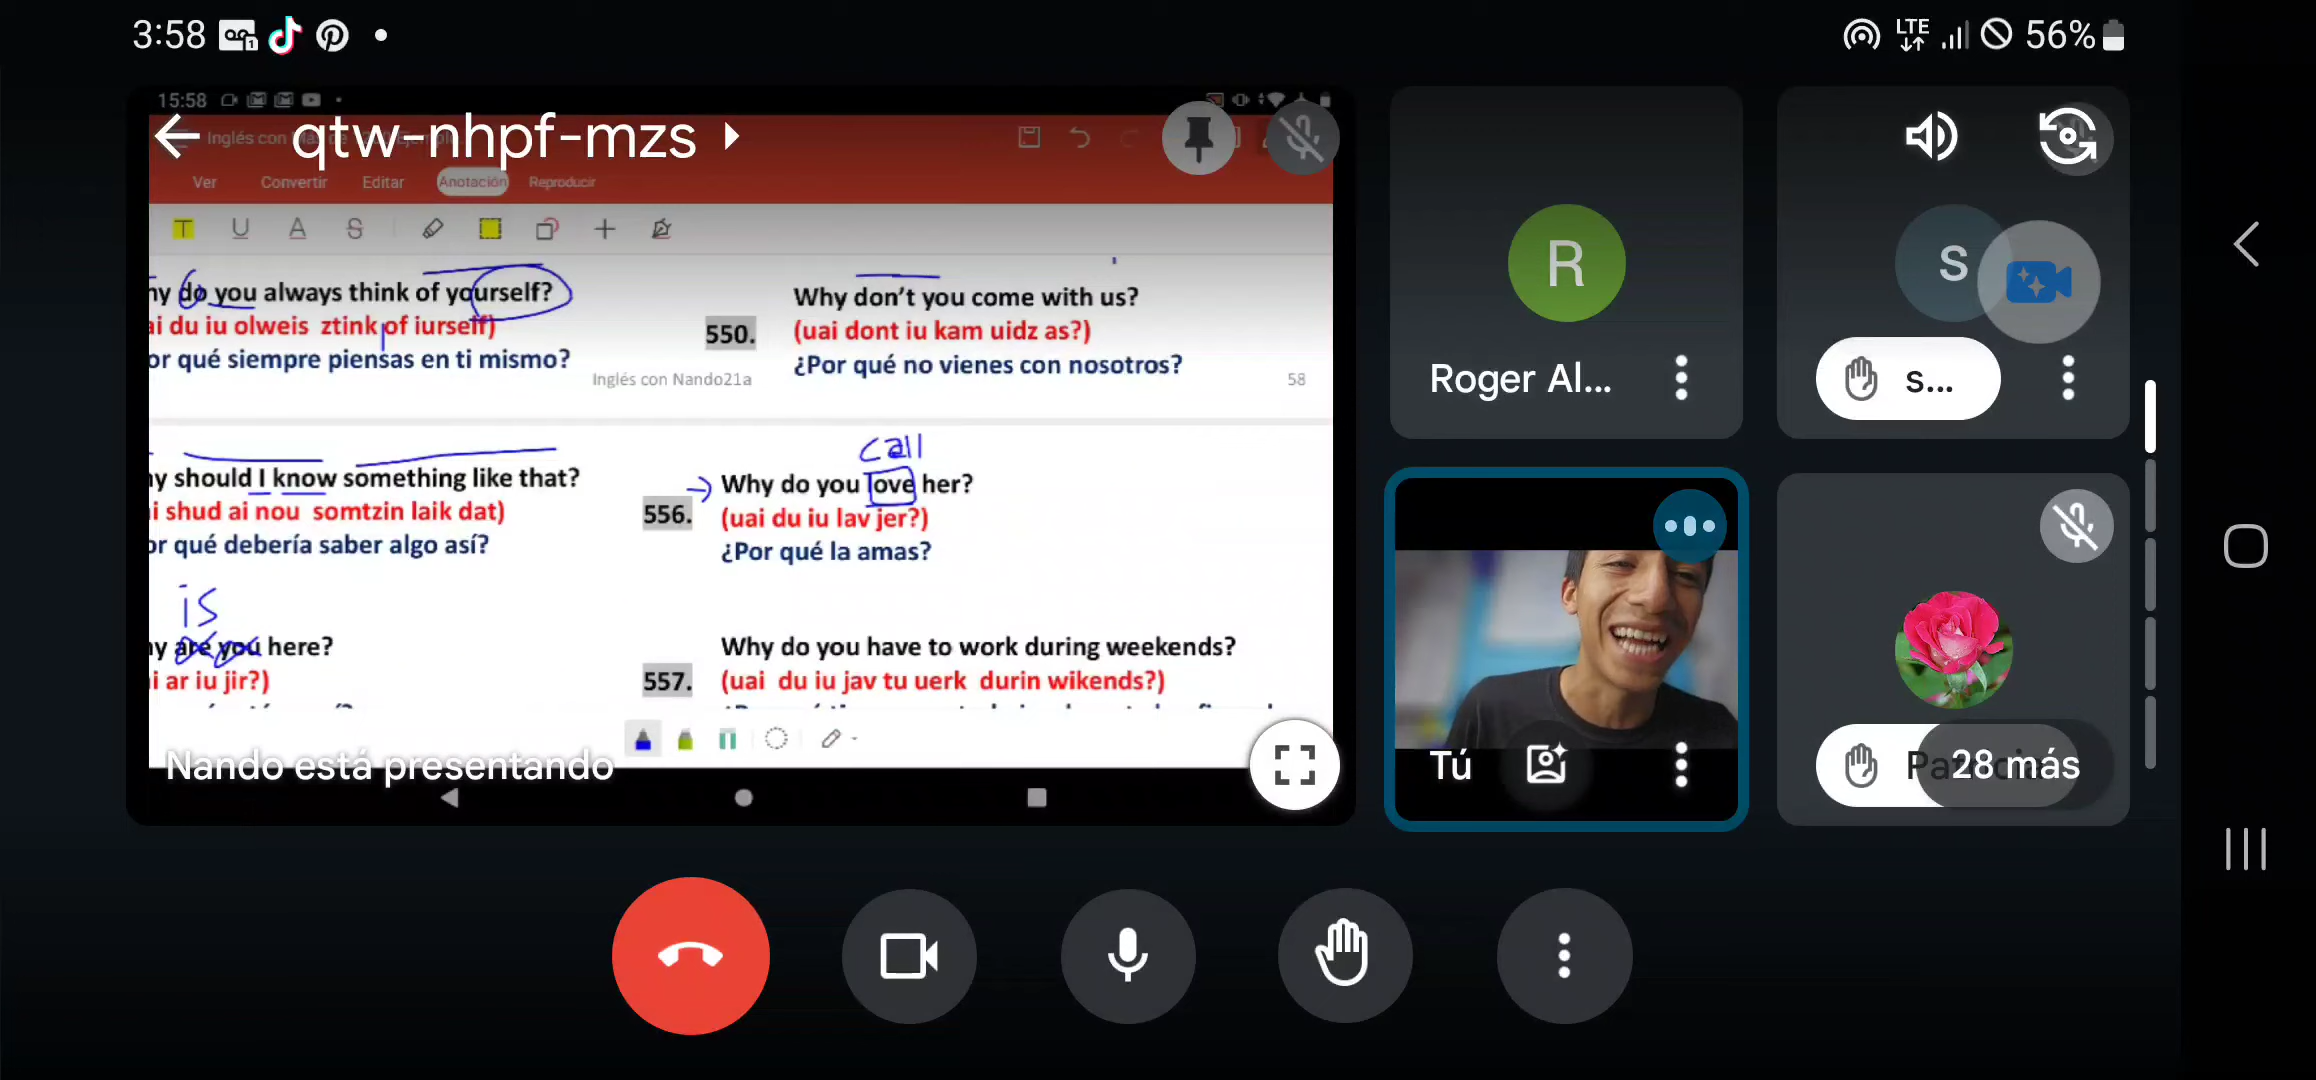 3:58
LTE
56%
15:58
qtw-nhpf-mzs
Inglés con
Ver Convertir Editar Anotación Reproducir
T U A S
do you always think of yourself?
du iu olweis ztink of iurself)
or qué siempre piensas en ti mismo?
Inglés con Nando21a
550.
Why don't you come with us?
(uai dont iu kam uidz as?)
¿Por qué no vienes con nosotros?
58
should I know something like that?
shud ai nou somtzin laik dat)
or qué debería saber algo así?
call
556.
Why do you love her?
(uai du iu lav jer?)
¿Por qué la amas?
is
are you here?
ar iu jir?)
557.
Why do you have to work during weekends?
(uai du iu jav tu uerk durin wikends?)
Nando está presentando
R
Roger Al...
S
s...
Tú
28 más